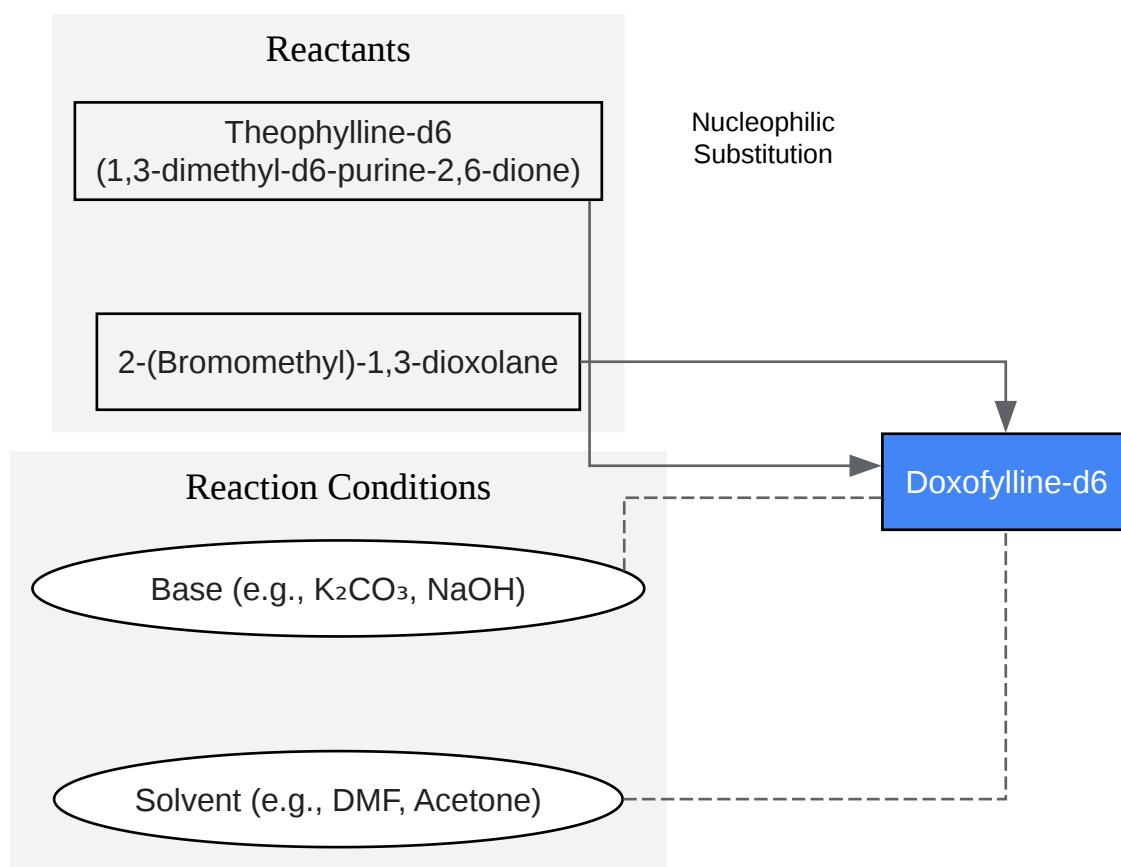 Reactants
Theophylline-d6
(1,3-dimethyl-d6-purine-2,6-dione)
Nucleophilic
Substitution
2-(Bromomethyl)-1,3-dioxolane
Doxofylline-d6
Reaction Conditions
Base (e.g., K₂CO₃, NaOH)
Solvent (e.g., DMF, Acetone)